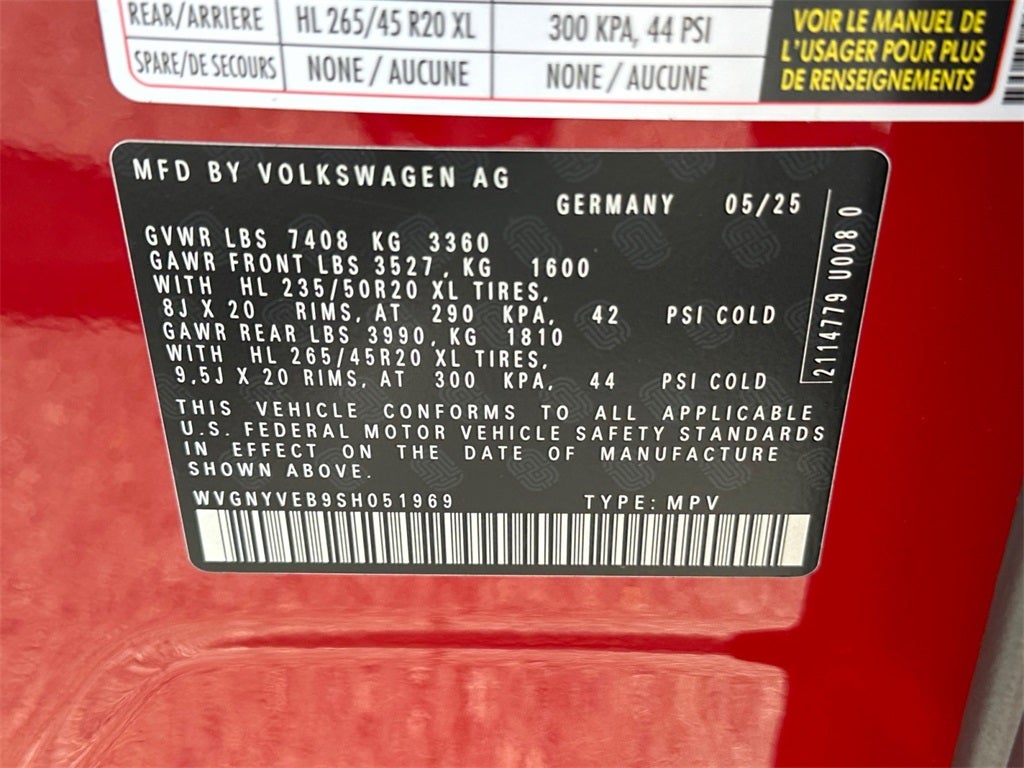 REAR/ARRIERE HL 265/45 R20 XL 300 KPA, 44 PSI
SPARE/DE SECOURS NONE / AUCUNE NONE / AUCUNE
VOIR LE MANUEL DE
L'USAGER POUR PLUS
DE RENSEIGNEMENTS
MFD BY VOLKSWAGEN AG
GERMANY 05/25
GVWR LBS 7408 KG 3360
GAWR FRONT LBS 3527, KG 1600
WITH HL 235/50R20 XL TIRES,
8J X 20 RIMS, AT 290 KPA, 42 PSI COLD
GAWR REAR LBS 3990, KG 1810
WITH HL 265/45R20 XL TIRES,
9,5J X 20 RIMS, AT 300 KPA, 44 PSI COLD
2114779 U008 0
THIS VEHICLE CONFORMS TO ALL APPLICABLE
U.S. FEDERAL MOTOR VEHICLE SAFETY STANDARDS
IN EFFECT ON THE DATE OF MANUFACTURE
SHOWN ABOVE.
WVGNYVEB9SH051969 TYPE: MPV